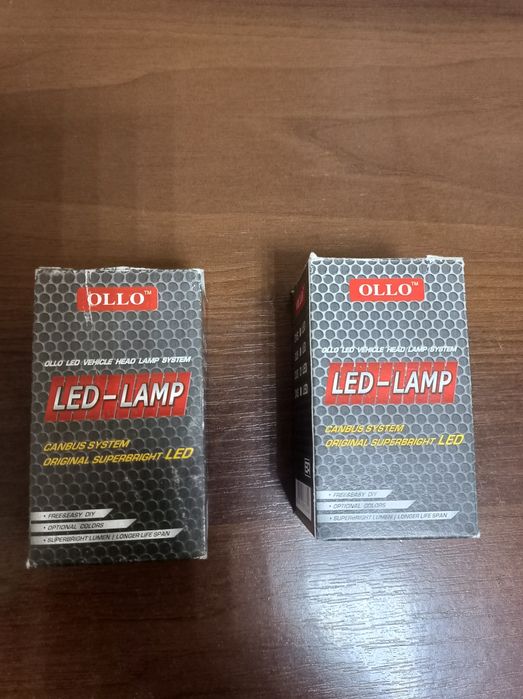 OLLO™
OLLO LED VEHICLE HEAD LAMP SYSTEM
LED-LAMP
CANBUS SYSTEM
ORIGINAL SUPERBRIGHT LED
• FREE&EASY DIY
• OPTIONAL COLORS
• SUPERBRIGHT LUMEN / LONGER LIFE SPAN
OLLO™
OLLO LED VEHICLE HEAD LAMP SYSTEM
LED-LAMP
CANBUS SYSTEM
ORIGINAL SUPERBRIGHT LED
• FREE&EASY DIY
• OPTIONAL COLORS
• SUPERBRIGHT LUMEN / LONGER LIFE SPAN